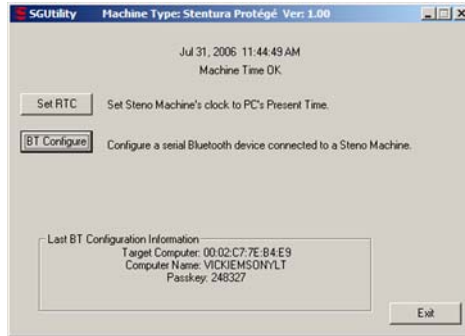 SGUtility Machine Type: Stentura Protégé Ver: 1.00
Jul 31, 2006 11:44:49 AM
Machine Time OK
Set RTC Set Steno Machine's clock to PC's Present Time.
BT Configure Configure a serial Bluetooth device connected to a Steno Machine.
Last BT Configuration Information
Target Computer: 00:02:C7:7E:B4:E9
Computer Name: VICKIEMSONYLT
Passkey: 248327
Exit